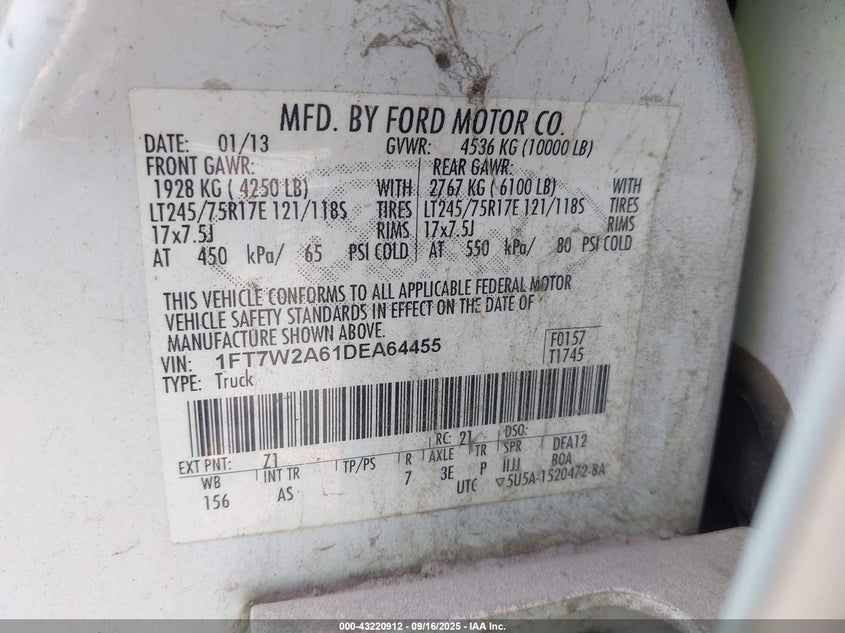 MFD. BY FORD MOTOR CO.
DATE: 01/13 GVWR: 4536 KG (10000 LB)
FRONT GAWR: REAR GAWR:
1928 KG ( 4250 LB) WITH 2767 KG ( 6100 LB) WITH
LT245/75R17E 121/118S TIRES LT245/75R17E 121/118S TIRES
17x7.5J RIMS 17x7.5J RIMS
AT 450 kPa/ 65 PSI COLD AT 550 kPa/ 80 PSI COLD
THIS VEHICLE CONFORMS TO ALL APPLICABLE FEDERAL MOTOR
VEHICLE SAFETY STANDARDS IN EFFECT ON THE DATE OF
MANUFACTURE SHOWN ABOVE.
VIN: 1FT7W2A61DEA64455 F0157
TYPE: Truck T1745
EXT PNT: Z1 RC: 21 DSO:
WB INT TR TP/PS R AXLE TR SPR DEA12
156 AS 7 3E P IIJJ BOA
UTC ▽5U5A-1520472-BA
000-43220912 - 09/16/2025 - IAA Inc.